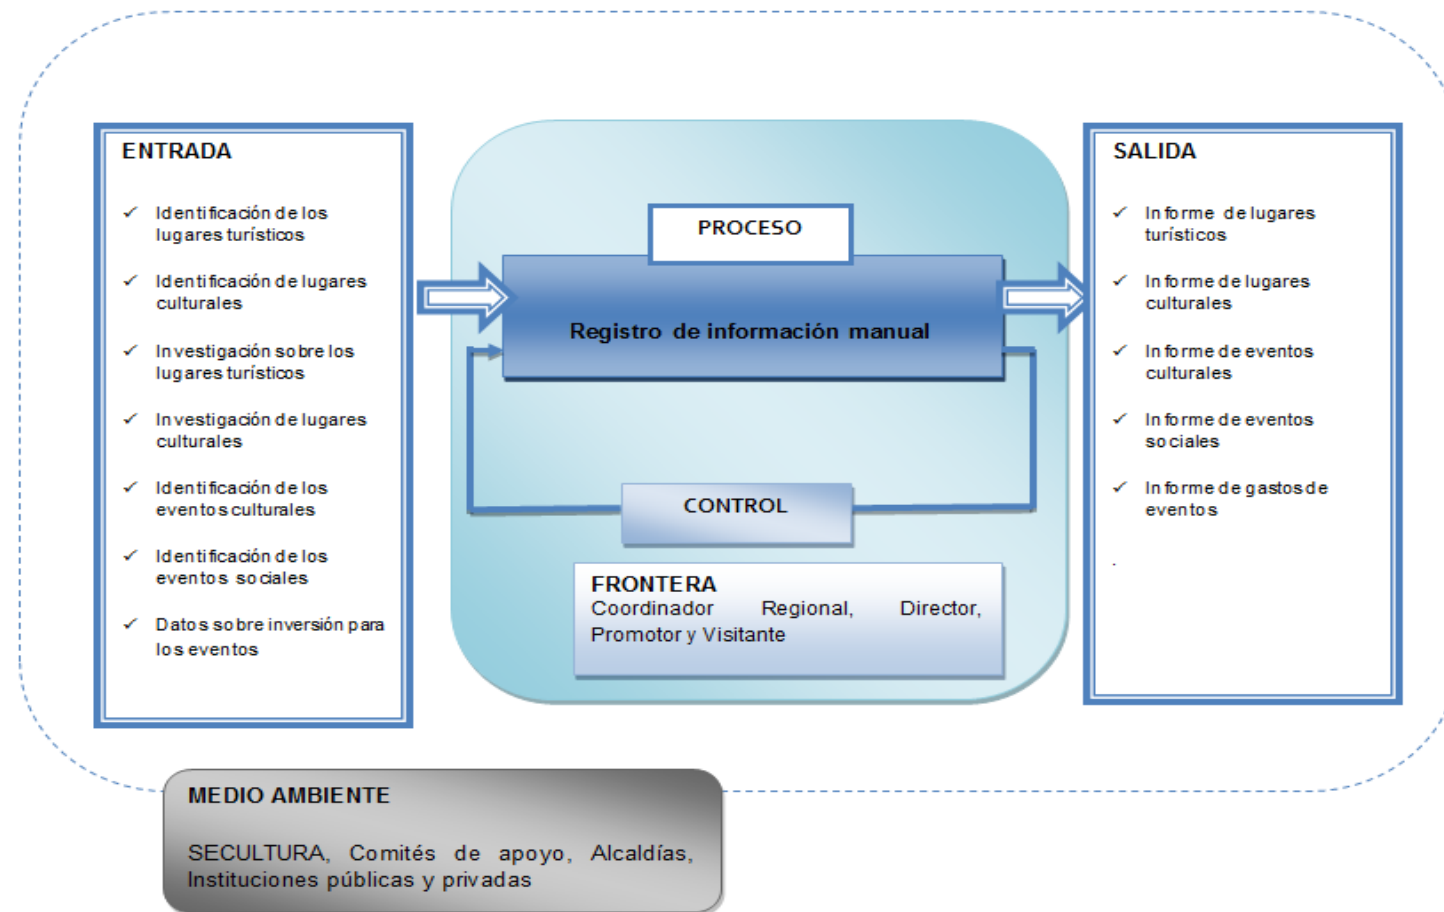 ENTRADA
Identificación de los
lugares turísticos
Identificación de lugares
culturales
Investigación sobre los
lugares turísticos
Investigación de lugares
culturales
Identificación de los
eventos culturales
Identificación de los
eventos sociales
Datos sobre inversión para
los eventos
PROCESO
Registro de información manual
CONTROL
FRONTERA
Coordinador Regional, Director,
Promotor y Visitante
SALIDA
Informe de lugares
turísticos
Informe de lugares
culturales
Informe de eventos
culturales
Informe de eventos
sociales
Informe de gastos de
eventos
.
MEDIO AMBIENTE
SECULTURA, Comités de apoyo, Alcaldías,
Instituciones públicas y privadas